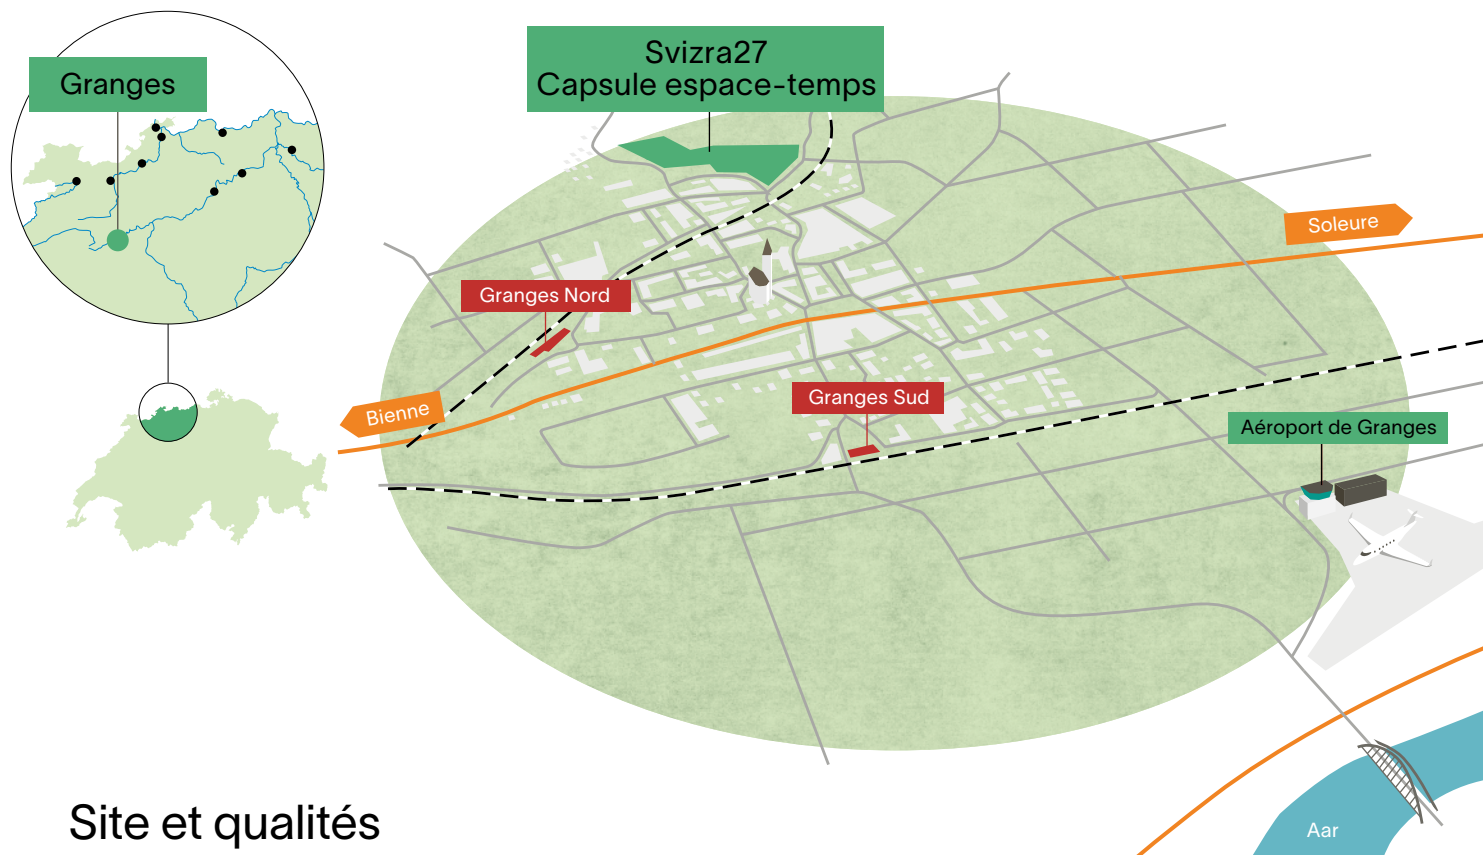 Granges
Svizra27
Capsule espace-temps
Soleure
Granges Nord
Bienne
Granges Sud
Aéroport de Granges
Site et qualités
Aar